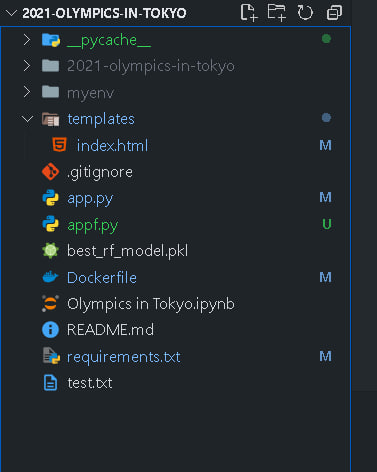 2021-OLYMPICS-IN-TOKYO
__pycache__
2021-olympics-in-tokyo
myenv
templates
index.html M
.gitignore
app.py M
appf.py U
best_rf_model.pkl
Dockerfile M
Olympics in Tokyo.ipynb
README.md
requirements.txt M
test.txt